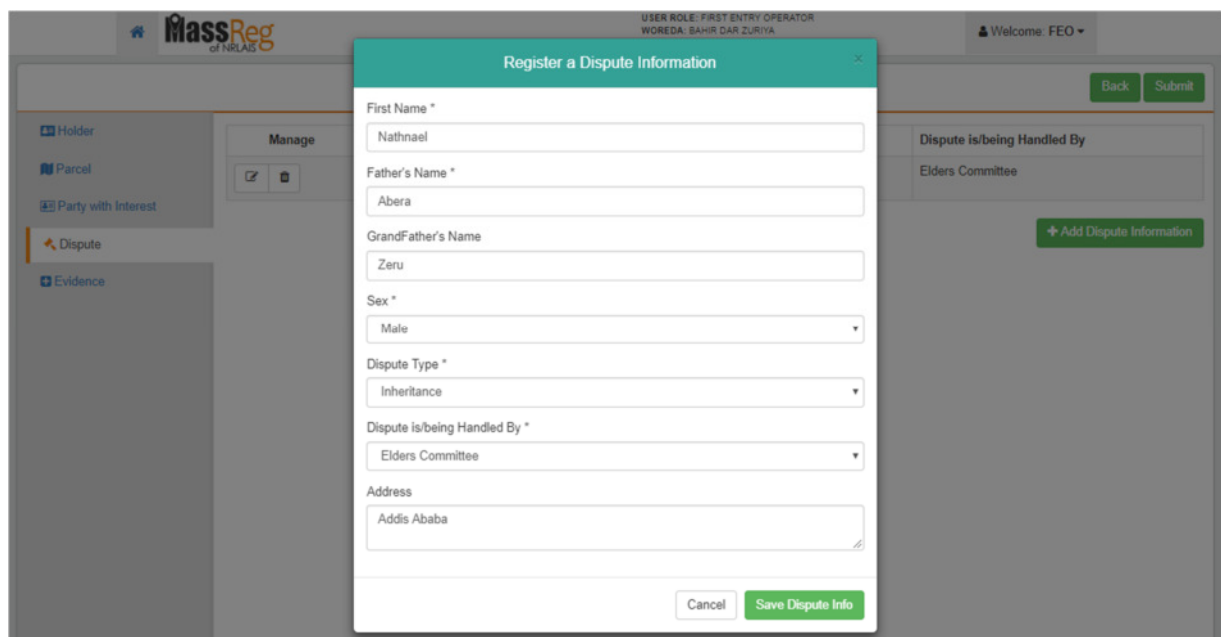 MassReg
of NRLAIS
USER ROLE: FIRST ENTRY OPERATOR
WOREDA: BAHIR DAR ZURIYA
Welcome: FEO
Register a Dispute Information
×
Back
Submit
Holder
Parcel
Party with Interest
Dispute
Evidence
Manage
Dispute is/being Handled By
Elders Committee
+ Add Dispute Information
First Name *
Nathnael
Father's Name *
Abera
GrandFather's Name
Zeru
Sex *
Male
Dispute Type *
Inheritance
Dispute is/being Handled By *
Elders Committee
Address
Addis Ababa
Cancel
Save Dispute Info